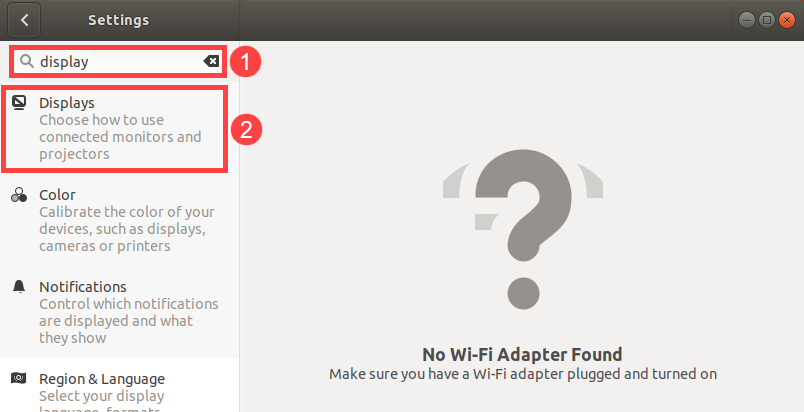 Settings
display
1
Displays
Choose how to use
connected monitors and
projectors
2
Color
Calibrate the color of your
devices, such as displays,
cameras or printers
Notifications
Control which notifications
are displayed and what
they show
Region & Language
Select your display
language, formats
No Wi-Fi Adapter Found
Make sure you have a Wi-Fi adapter plugged and turned on